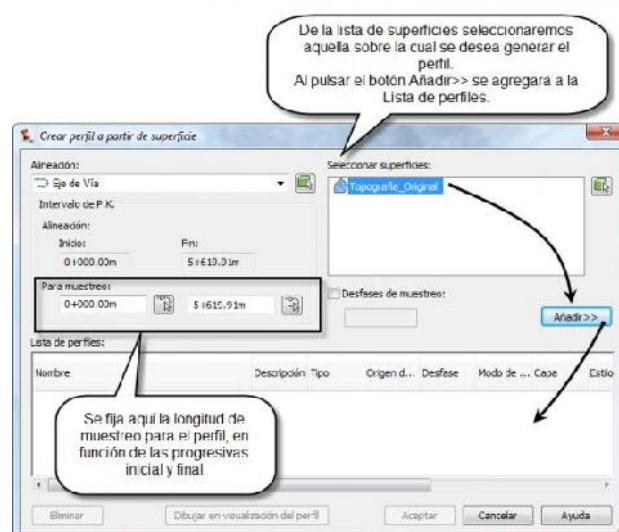 De la lista de superficies seleccionaremos
aquella sobre la cual se desea generar el
perfil.
Al pulsar el botón Añadir>> se agregará a la
Lista de perfiles.
Crear perfil a partir de superficie
Alineación:
Seleccionar superficies:
Eje de Vía
Topografia_Original
Intervalo de P.K.
Alineación:
Inicio:
Fin:
0+000.00m
5+619.91m
Para muestreo:
0+000.00m
5+619.91m
Desfases de muestreo:
Añadir>>
Lista de perfiles:
Nombre
Descripción
Tipo
Origen d...
Desfase
Modo de ...
Capa
Estilo
Se fija aquí la longitud de
muestreo para el perfil, en
función de las progresivas
inicial y final
Eliminar
Dibujar en visualización del perfil
Aceptar
Cancelar
Ayuda